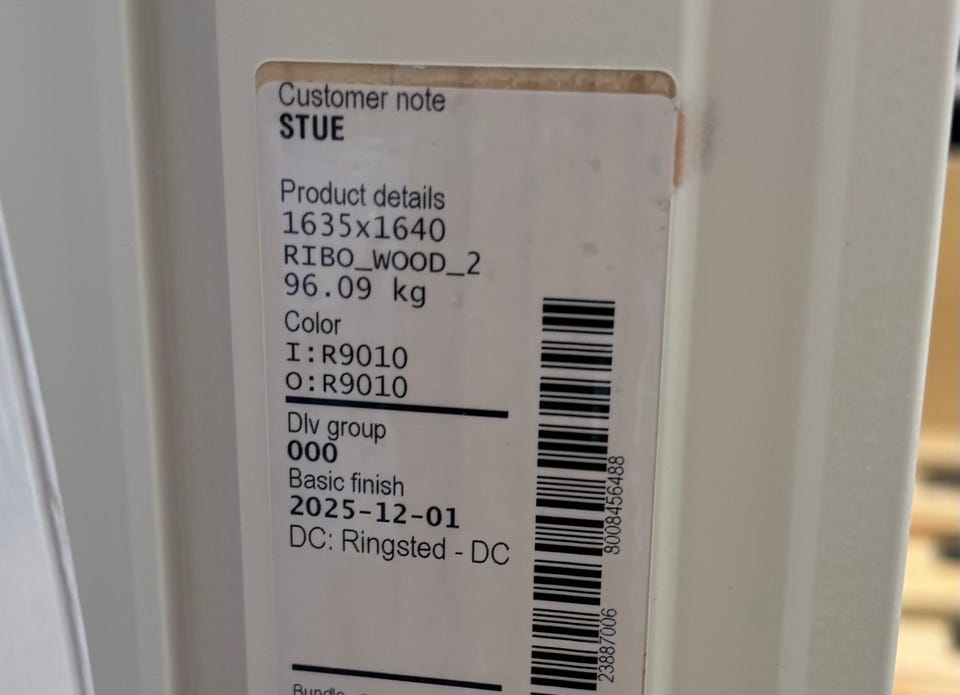 Customer note
STUE
Product details
1635x1640
RIBO_WOOD_2
96.09 kg
Color
I:R9010
O:R9010
Dlv group
000
Basic finish
2025-12-01
DC: Ringsted - DC
8008456488
23887006